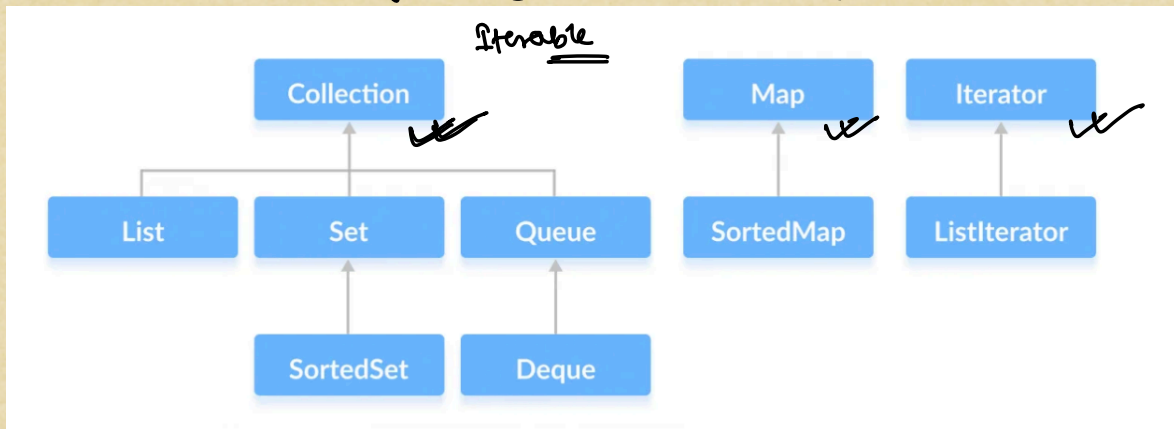 Iterable
Collection
Map
Iterator
List
Set
Queue
SortedMap
ListIterator
SortedSet
Deque